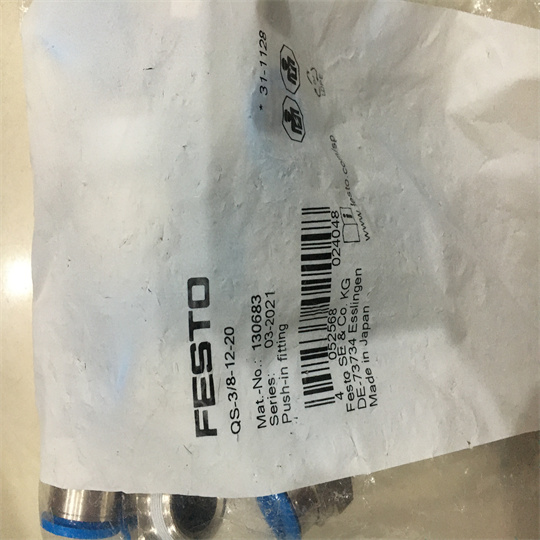 FESTO
QS-3/8-12-20
Mat.-No.: 130683
Series: 03-2021
Push-in fitting
4 052568 024048
Festo SE & Co. KG
DE-73734 Esslingen
Made in Japan
www.festo.com/sp
* 31-1128